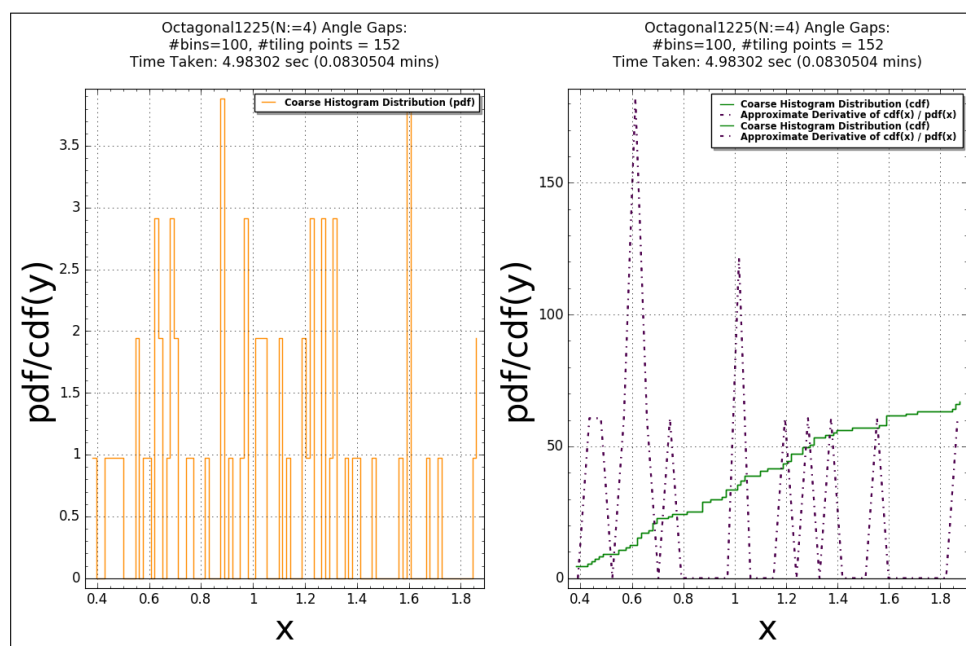 Octagonal1225(N:=4) Angle Gaps:
#bins=100, #tiling points = 152
Time Taken: 4.98302 sec (0.0830504 mins)
Coarse Histogram Distribution (pdf)
pdf/cdf(y)
3.5
3
2.5
2
1.5
1
0.5
0
0.4
0.6
0.8
1
1.2
1.4
1.6
1.8
x
Octagonal1225(N:=4) Angle Gaps:
#bins=100, #tiling points = 152
Time Taken: 4.98302 sec (0.0830504 mins)
Coarse Histogram Distribution (cdf)
Approximate Derivative of cdf(x) / pdf(x)
Coarse Histogram Distribution (cdf)
Approximate Derivative of cdf(x) / pdf(x)
pdf/cdf(y)
150
100
50
0
0.4
0.6
0.8
1
1.2
1.4
1.6
1.8
x